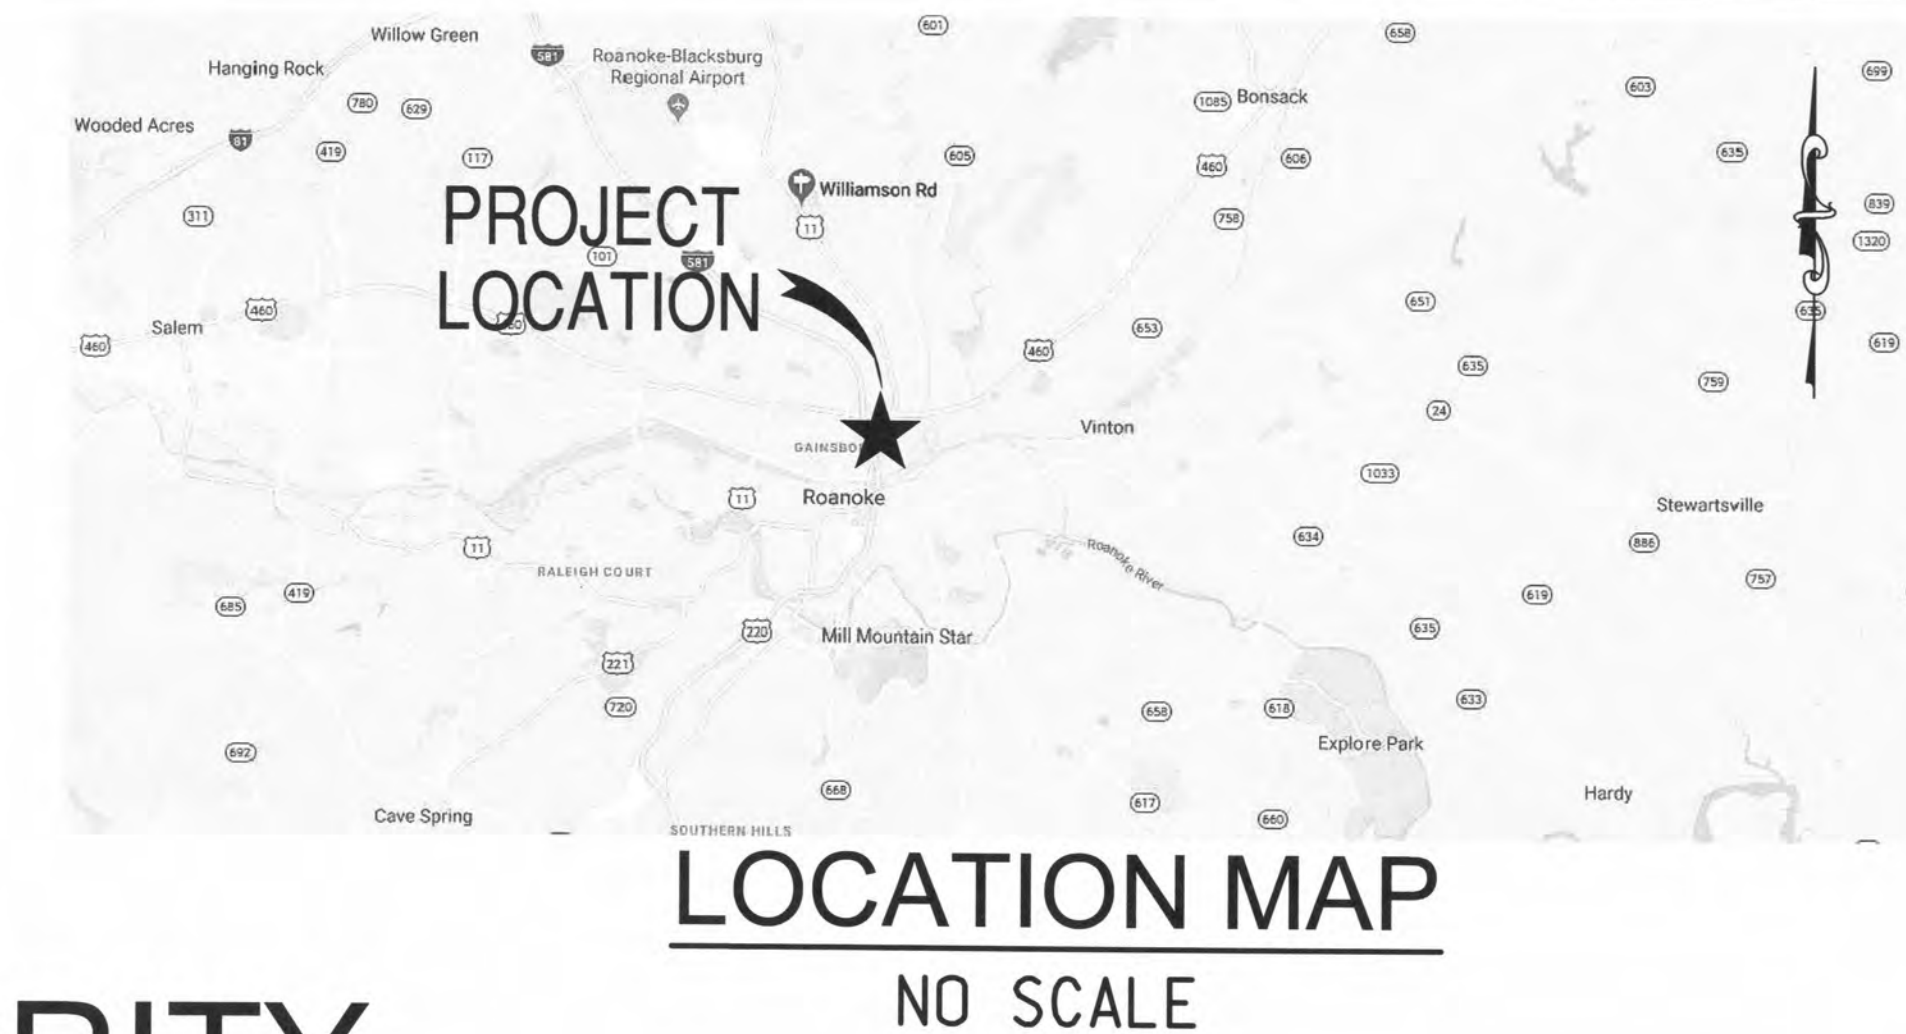 601
658
Willow Green
581
Roanoke-Blacksburg
Regional Airport
Hanging Rock
699
603
780
629
1085
Bonsack
Wooded Acres
81
419
117
605
460
606
635
PROJECT
LOCATION
Williamson Rd
311
11
758
839
1320
101
581
460
651
635
Salem
460
653
619
460
460
635
759
24
Vinton
GAINSBO
1033
11
Roanoke
Stewartsville
11
634
886
Roanoke River
RALEIGH COURT
757
685
419
619
220
Mill Mountain Star
635
221
720
658
618
633
692
Explore Park
668
617
660
Hardy
Cave Spring
SOUTHERN HILLS
LOCATION MAP
NO SCALE
RITY